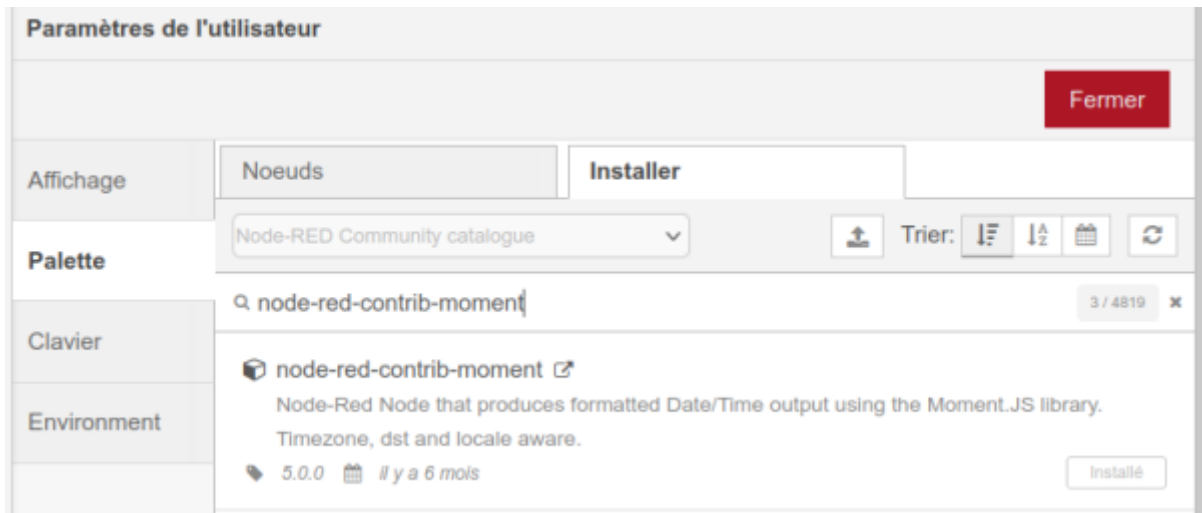 Paramètres de l'utilisateur
Fermer
Affichage
Noeuds
Installer
Node-RED Community catalogue
Trier:
Palette
node-red-contrib-moment
3 / 4819
Clavier
node-red-contrib-moment
Node-Red Node that produces formatted Date/Time output using the Moment.JS library.
Environment
Timezone, dst and locale aware.
5.0.0 il y a 6 mois
Installé